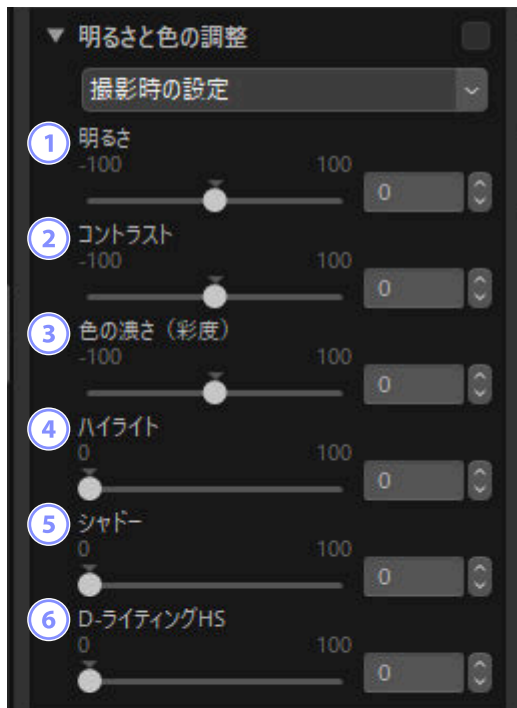 明るさと色の調整
撮影時の設定
1 明るさ
-100 100
0
2 コントラスト
-100 100
0
3 色の濃さ（彩度）
-100 100
0
4 ハイライト
0 100
0
5 シャドー
0 100
0
6 D-ライティングHS
0 100
0